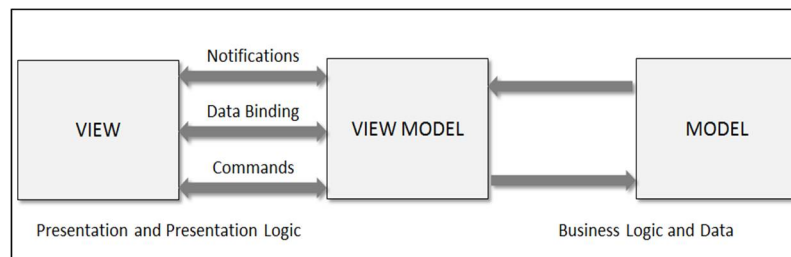 Notifications
Data Binding
Commands
VIEW
VIEW MODEL
MODEL
Presentation and Presentation Logic
Business Logic and Data